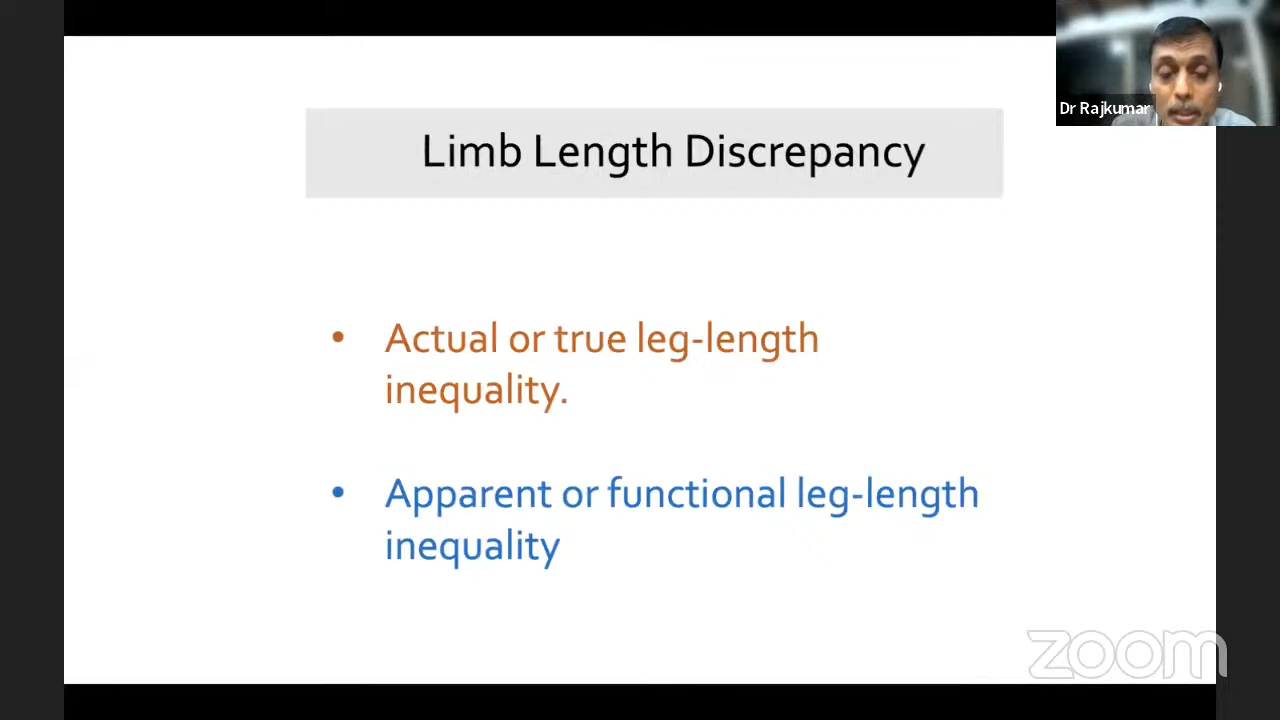 Dr Rajkumar
Limb Length Discrepancy
• Actual or true leg-length
inequality.
• Apparent or functional leg-length
inequality
zoom